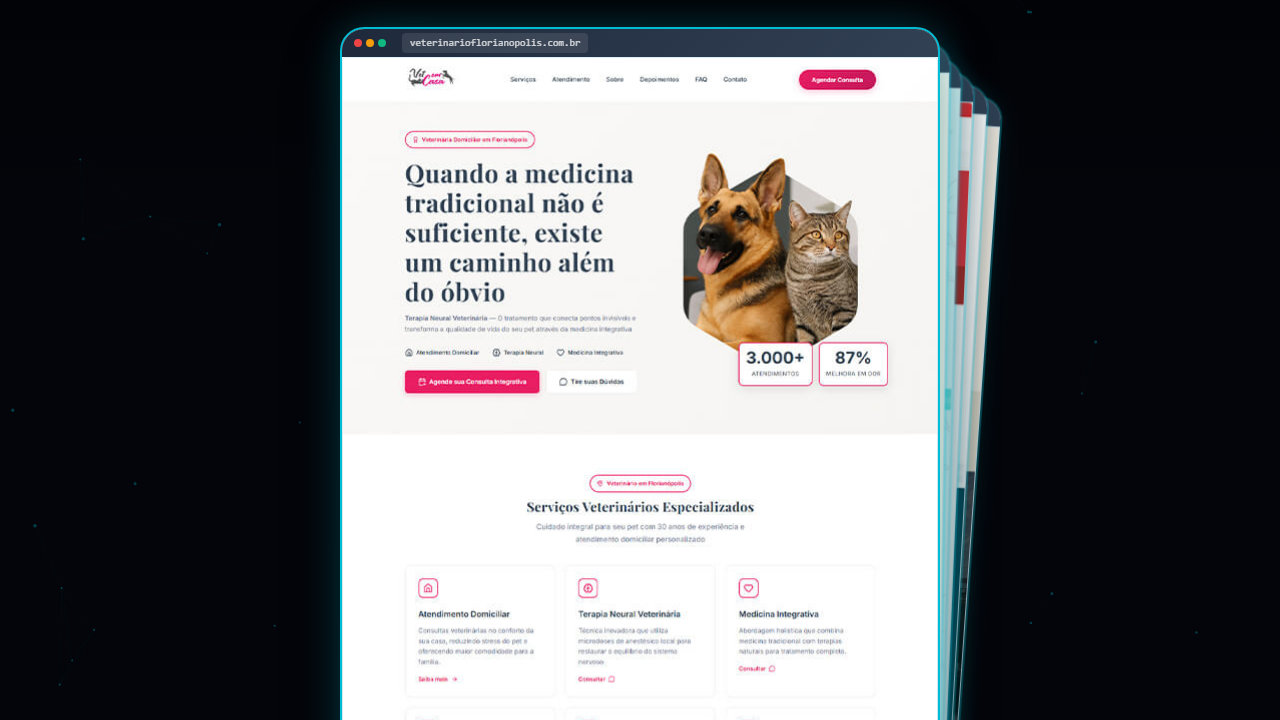 veterinarioflorianopolis.com.br
Vet em Casa
Serviços Atendimento Sobre Depoimentos FAQ Contato
Agendar Consulta
Veterinária Domiciliar em Florianópolis
Quando a medicina
tradicional não é
suficiente, existe
um caminho além
do óbvio
Terapia Neural Veterinária — O tratamento que conecta pontos invisíveis e
transforma a qualidade de vida do seu pet através da medicina integrativa
Atendimento Domiciliar Terapia Neural Medicina Integrativa
Agende sua Consulta Integrativa Tire suas Dúvidas
3.000+ 87%
ATENDIMENTOS MELHORA EM DOR
Veterinária em Florianópolis
Serviços Veterinários Especializados
Cuidado integral para seu pet com 30 anos de experiência e
atendimento domiciliar personalizado
Atendimento Domiciliar
Consultas veterinárias no conforto da
sua casa, reduzindo stress do pet e
oferecendo maior comodidade para a
família.
Saiba mais →
Terapia Neural Veterinária
Técnica inovadora que utiliza
microdoses de anestésico local para
restaurar o equilíbrio do sistema
nervoso.
Consultar
Medicina Integrativa
Abordagem holística que combina
medicina tradicional com terapias
naturais para tratamento completo.
Consultar